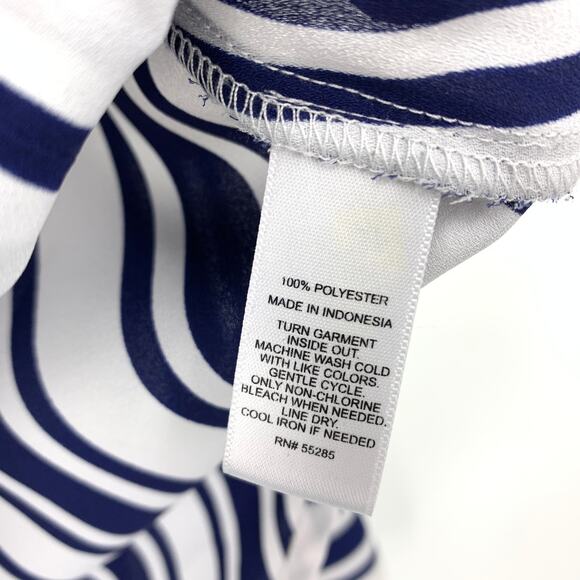 100% POLYESTER
MADE IN INDONESIA
TURN GARMENT
INSIDE OUT.
MACHINE WASH COLD
WITH LIKE COLORS.
GENTLE CYCLE.
ONLY NON-CHLORINE
BLEACH WHEN NEEDED.
LINE DRY.
COOL IRON IF NEEDED
RN# 55285